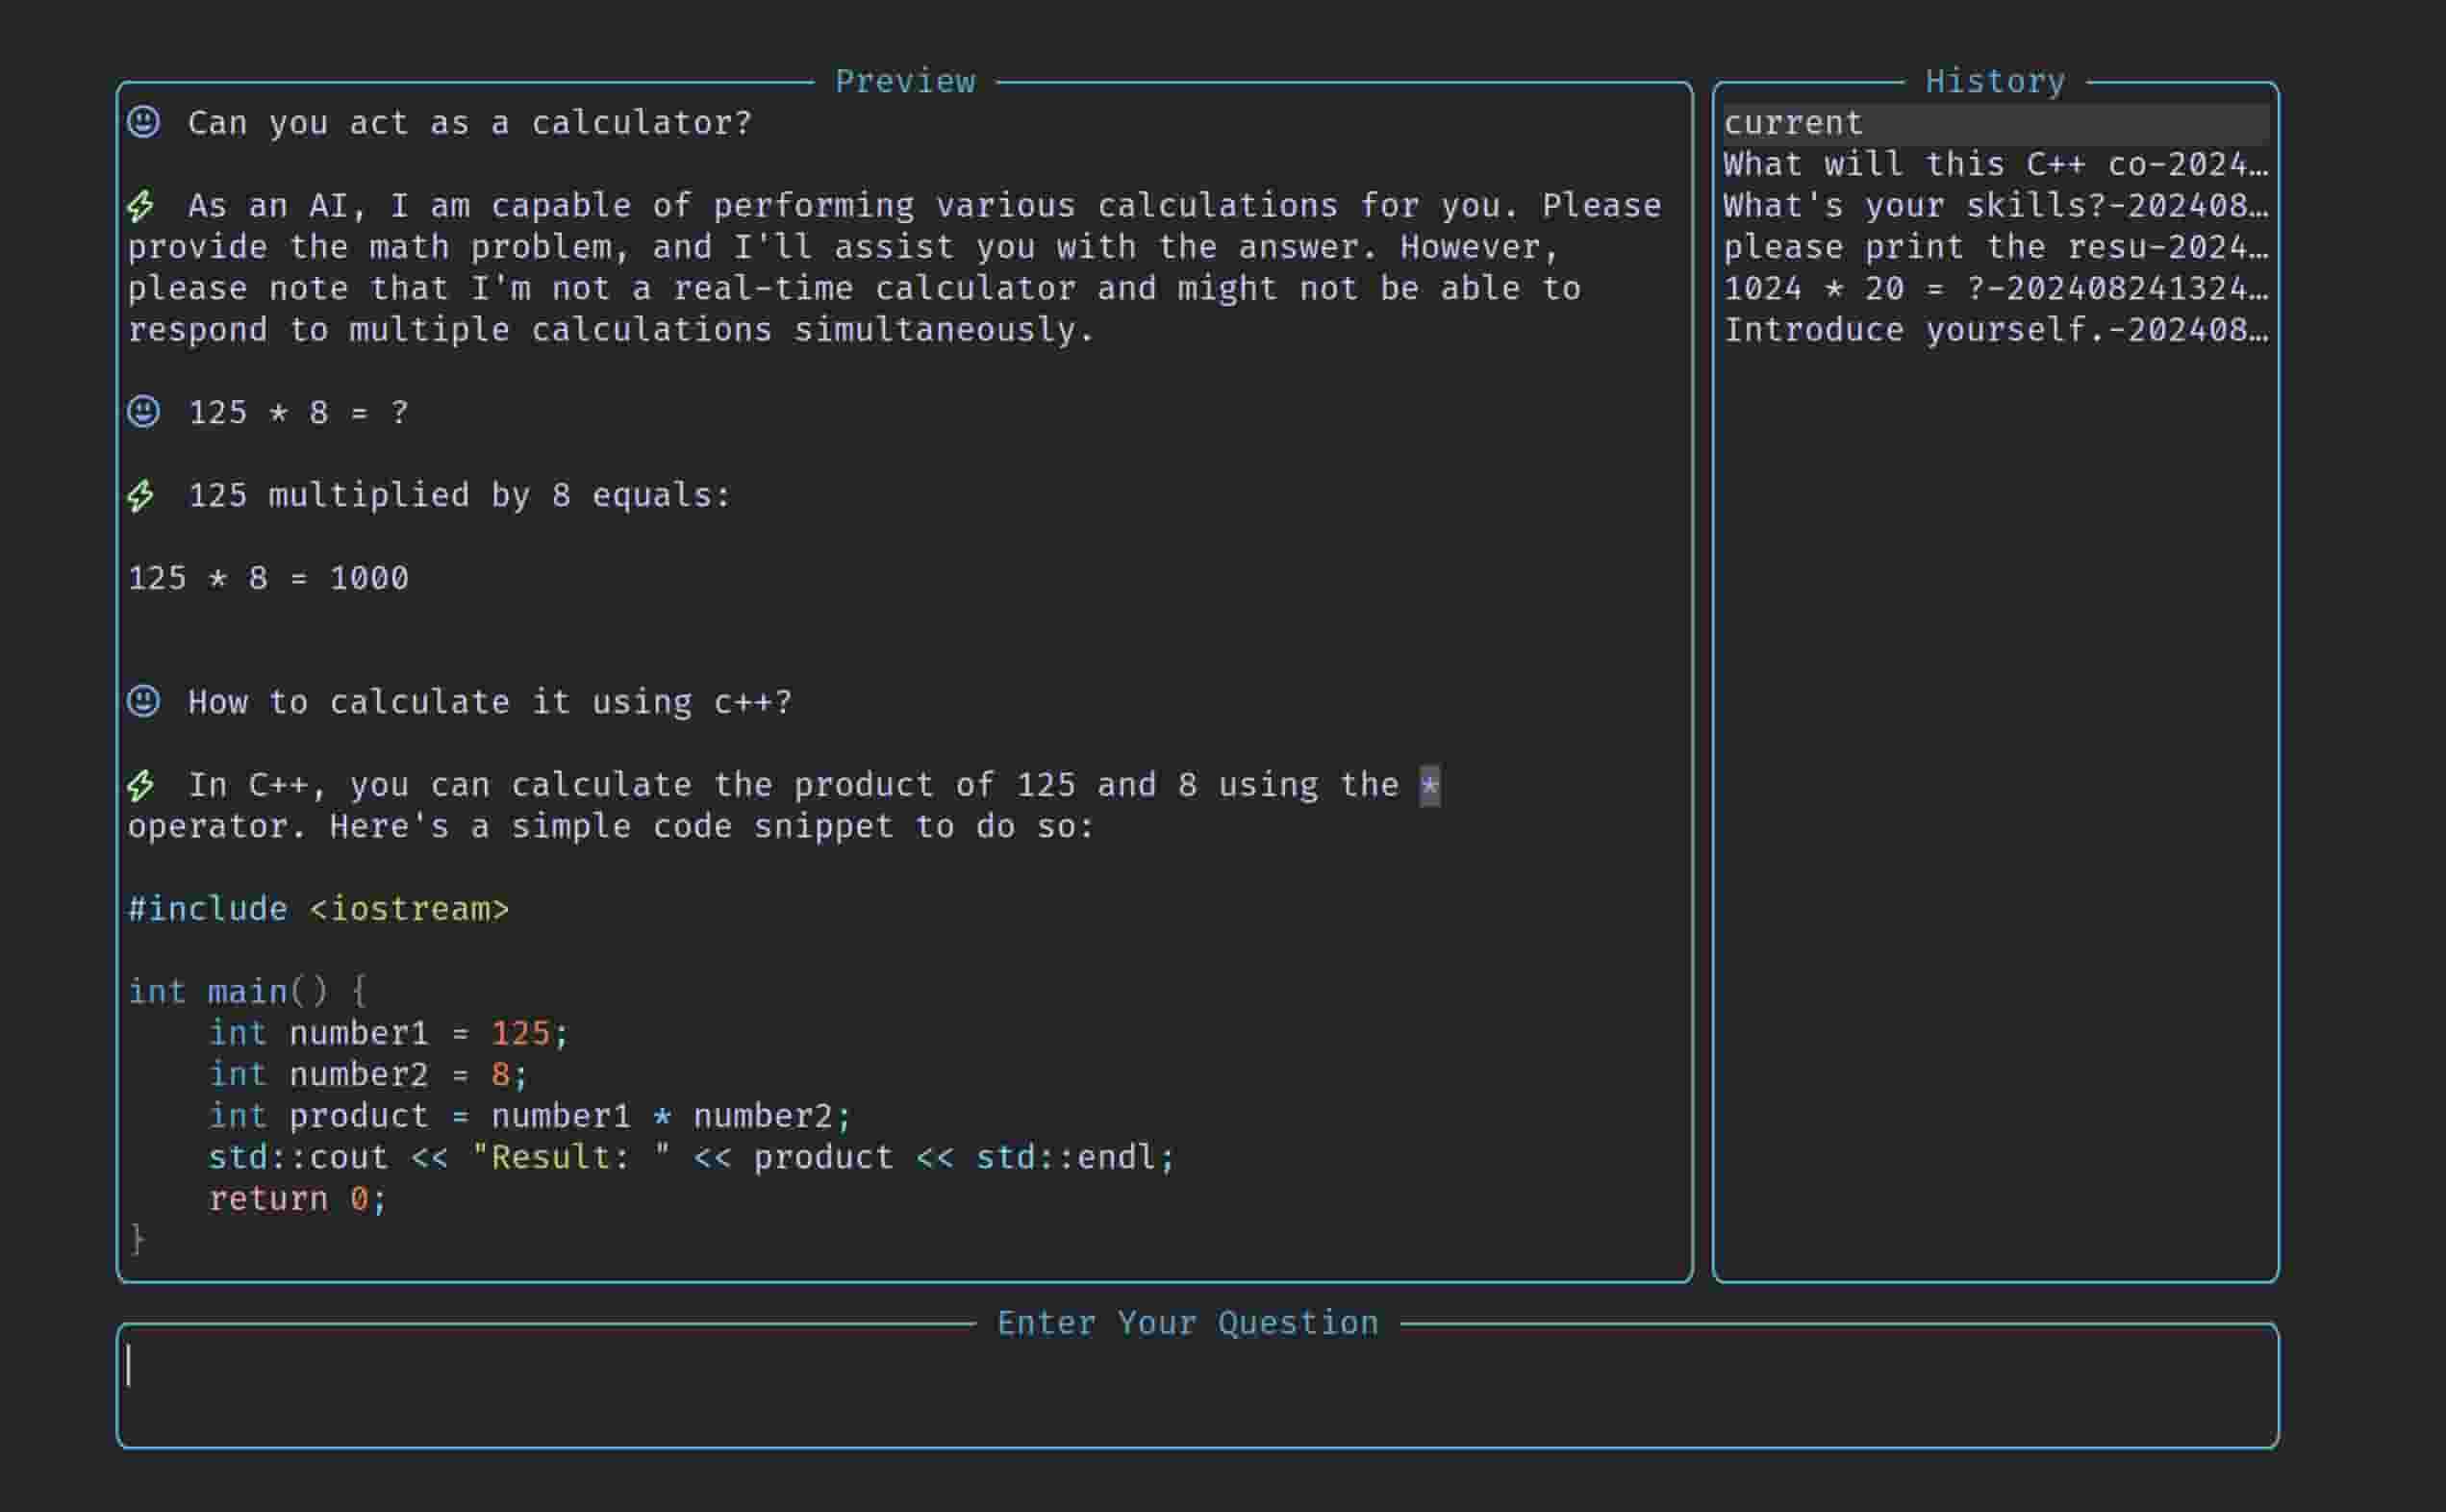 Preview
Can you act as a calculator?
As an AI, I am capable of performing various calculations for you. Please
provide the math problem, and I'll assist you with the answer. However,
please note that I'm not a real-time calculator and might not be able to
respond to multiple calculations simultaneously.
125 * 8 = ?
125 multiplied by 8 equals:
125 * 8 = 1000
How to calculate it using c++?
In C++, you can calculate the product of 125 and 8 using the *
operator. Here's a simple code snippet to do so:
#include <iostream>
int main() {
    int number1 = 125;
    int number2 = 8;
    int product = number1 * number2;
    std::cout << "Result: " << product << std::endl;
    return 0;
}
History
current
What will this C++ co-2024…
What's your skills?-202408…
please print the resu-2024…
1024 * 20 = ?-202408241324…
Introduce yourself.-202408…
Enter Your Question